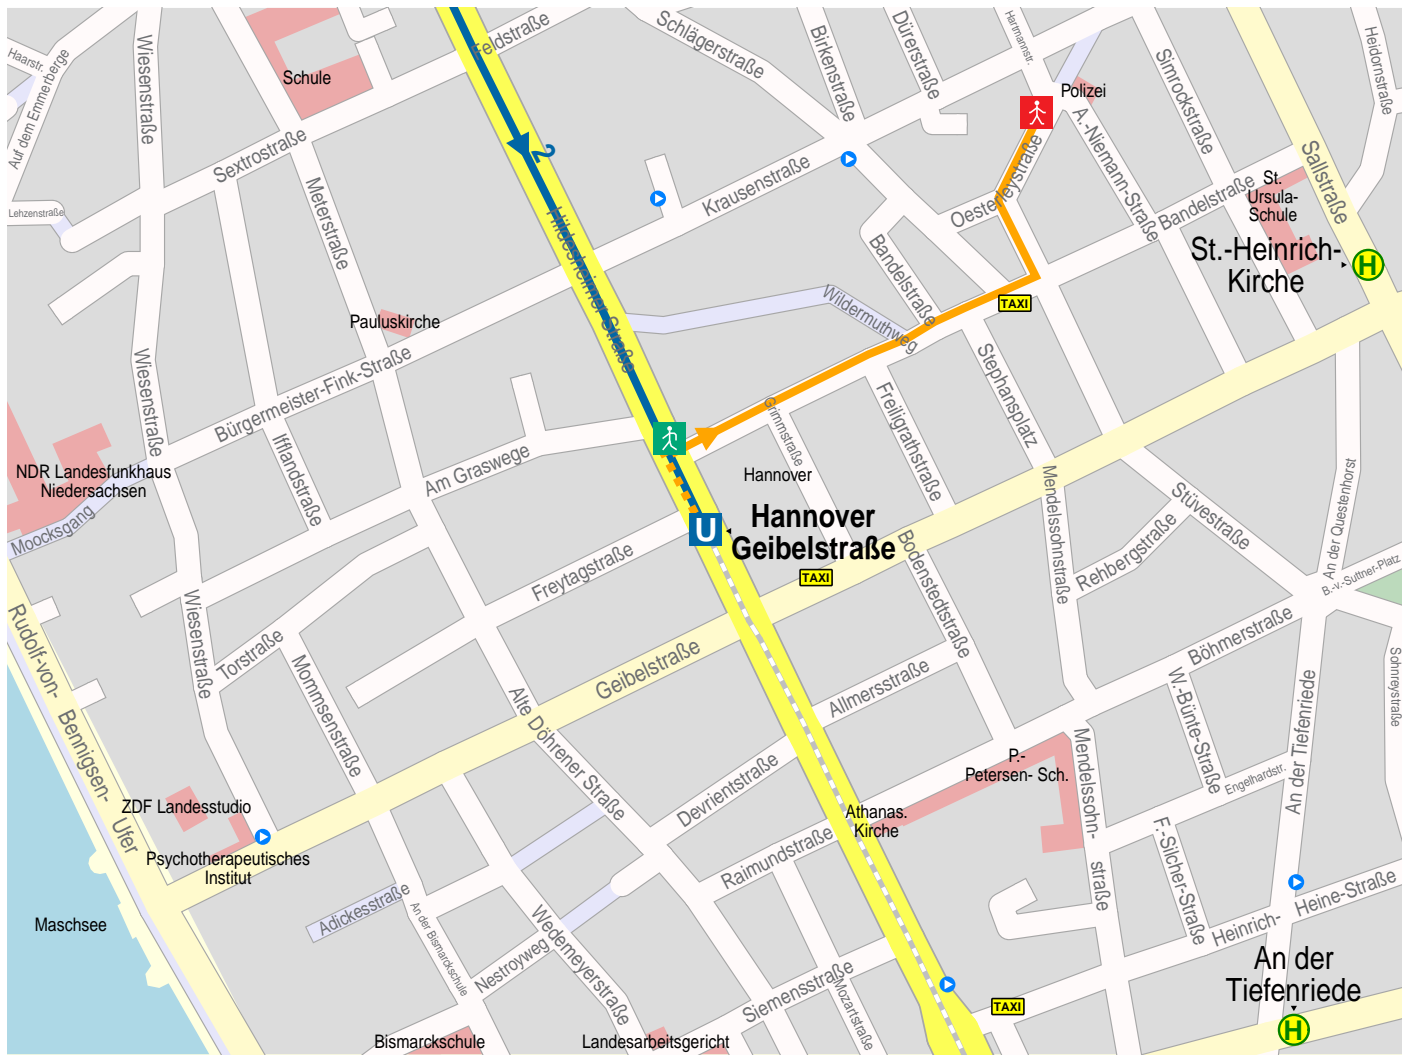 Haarstr.
Auf dem Emmerberge
Wiesenstraße
Schule
Feldstraße
Schlägerstraße
Birkenstraße
Dürerstraße
Hartmannstr.
Simrockstraße
Heidornstraße
Polizei
A.-Niemann-Straße
Sallstraße
Sextrostraße
Meterstraße
2
Krausenstraße
Oesterleystraße
Bandelstraße
St.
Ursula-
Schule
Lehzenstraße
Hildesheimer Straße
Bandelstraße
St.-Heinrich-
Kirche
H
Wildermuthweg
TAXI
Pauluskirche
Wiesenstraße
Bürgermeister-Fink-Straße
Stephansplatz
Freiligrathstraße
Grimmstraße
Ifflandstraße
Am Graswege
NDR Landesfunkhaus
Niedersachsen
Moocksgang
Hannover
Hannover
Geibelstraße
U
TAXI
Mendelssohnstraße
Stüvestraße
Rehbergstraße
An der Questenhorst
B.-v.-Suttner-Platz
Freytagstraße
Bodenstedtstraße
Rudolf-von-
Bennigsen-
Ufer
Wiesenstraße
Torstraße
Mommsenstraße
Geibelstraße
Allmersstraße
Böhmerstraße
W.-Bünte-Straße
An der Tiefenriede
Sohnreystraße
Alte Döhrener Straße
Devrientstraße
P.-
Petersen- Sch.
Mendelssohn-
straße
Engelhardstr.
ZDF Landesstudio
Psychotherapeutisches
Institut
Athanas.
Kirche
Raimundstraße
F.-Silcher-Straße
Heinrich-
Heine-Straße
Maschsee
Adickesstraße
An der Bismarckschule
Nestroyweg
Wedemeyerstraße
Siemensstraße
Mozartstraße
TAXI
An der
Tiefenriede
H
Bismarckschule
Landesarbeitsgericht